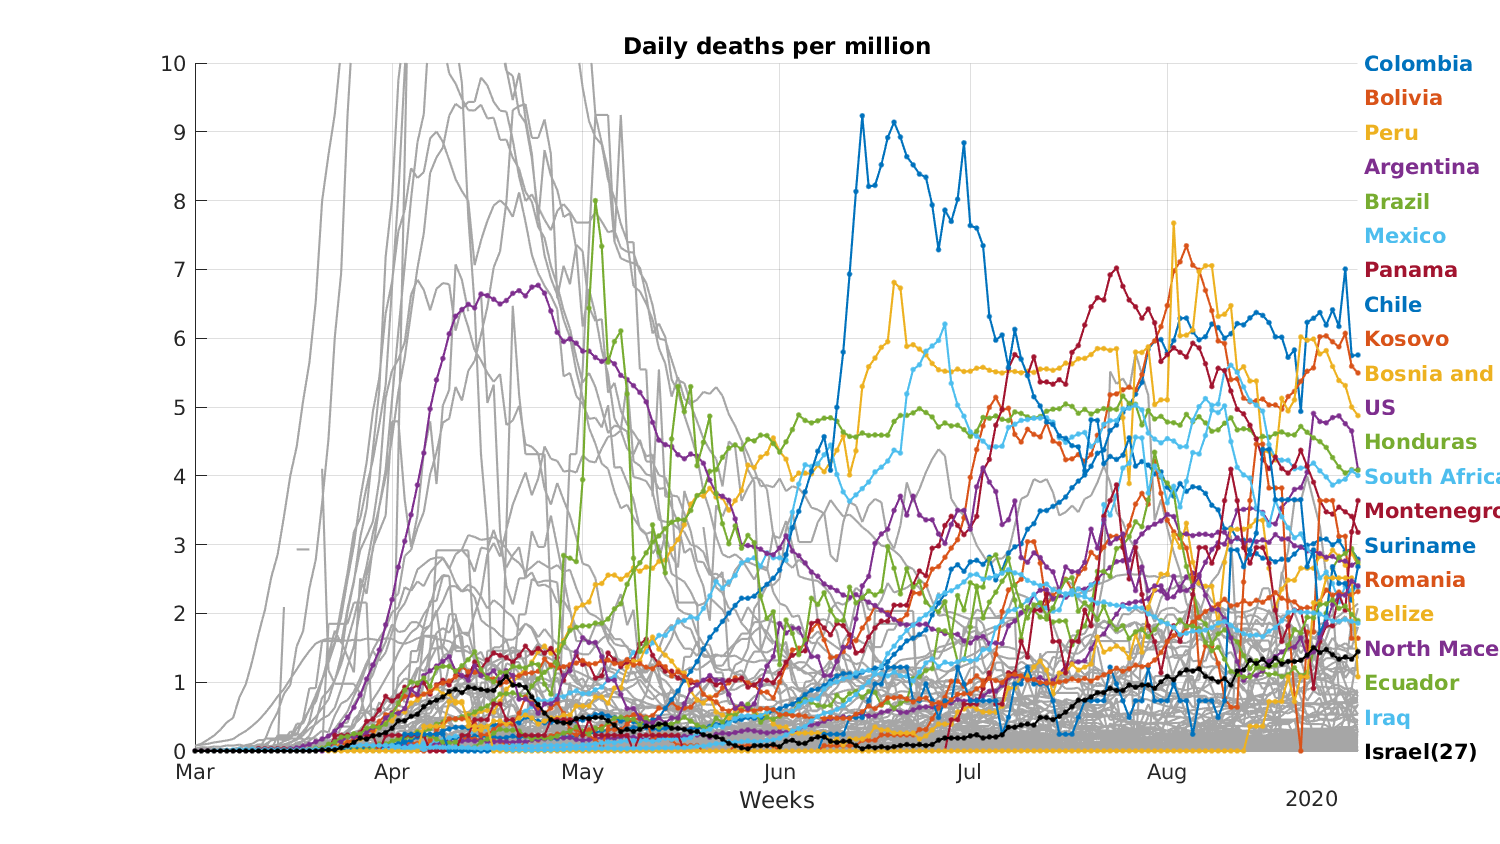 Daily deaths per million
10
9
8
7
6
5
4
3
2
1
0
Mar
Apr
May
Jun
Jul
Aug
Weeks
2020
Colombia
Bolivia
Peru
Argentina
Brazil
Mexico
Panama
Chile
Kosovo
Bosnia and
US
Honduras
South Africa
Montenegro
Suriname
Romania
Belize
North Mace
Ecuador
Iraq
Israel(27)